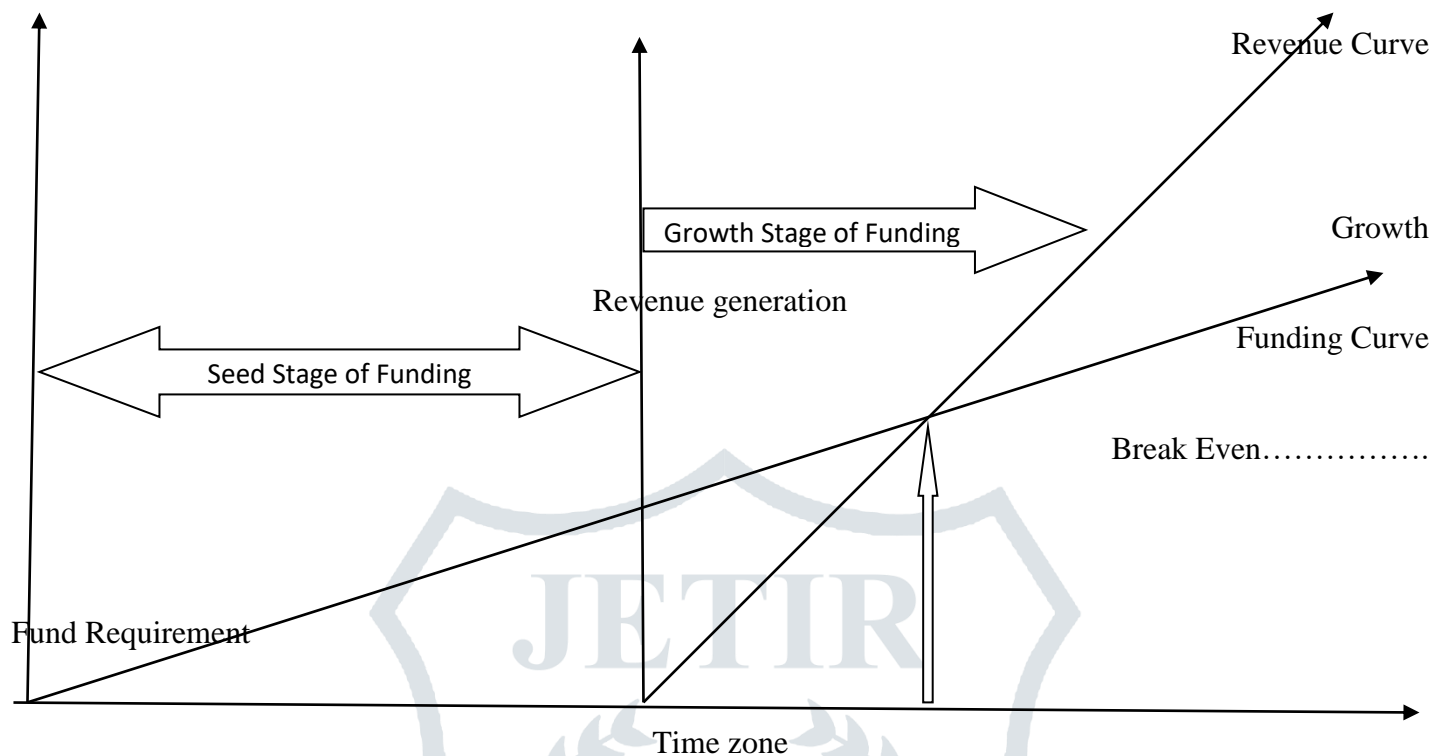 Revenue Curve
Growth Stage of Funding
Growth
Revenue generation
Funding Curve
Seed Stage of Funding
Break Even…………….
JETIR
Fund Requirement
Time zone